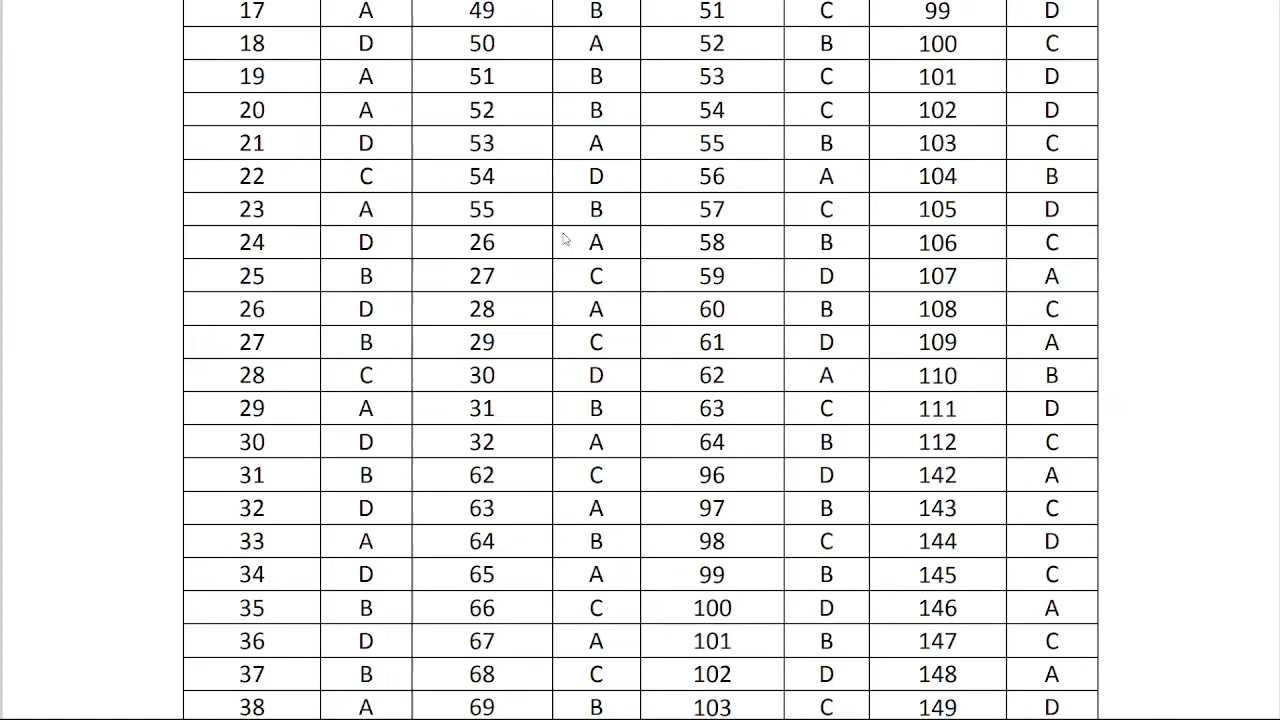 17 A 49 B 51 C 99 D
18 D 50 A 52 B 100 C
19 A 51 B 53 C 101 D
20 A 52 B 54 C 102 D
21 D 53 A 55 B 103 C
22 C 54 D 56 A 104 B
23 A 55 B 57 C 105 D
24 D 26 A 58 B 106 C
25 B 27 C 59 D 107 A
26 D 28 A 60 B 108 C
27 B 29 C 61 D 109 A
28 C 30 D 62 A 110 B
29 A 31 B 63 C 111 D
30 D 32 A 64 B 112 C
31 B 62 C 96 D 142 A
32 D 63 A 97 B 143 C
33 A 64 B 98 C 144 D
34 D 65 A 99 B 145 C
35 B 66 C 100 D 146 A
36 D 67 A 101 B 147 C
37 B 68 C 102 D 148 A
38 A 69 B 103 C 149 D